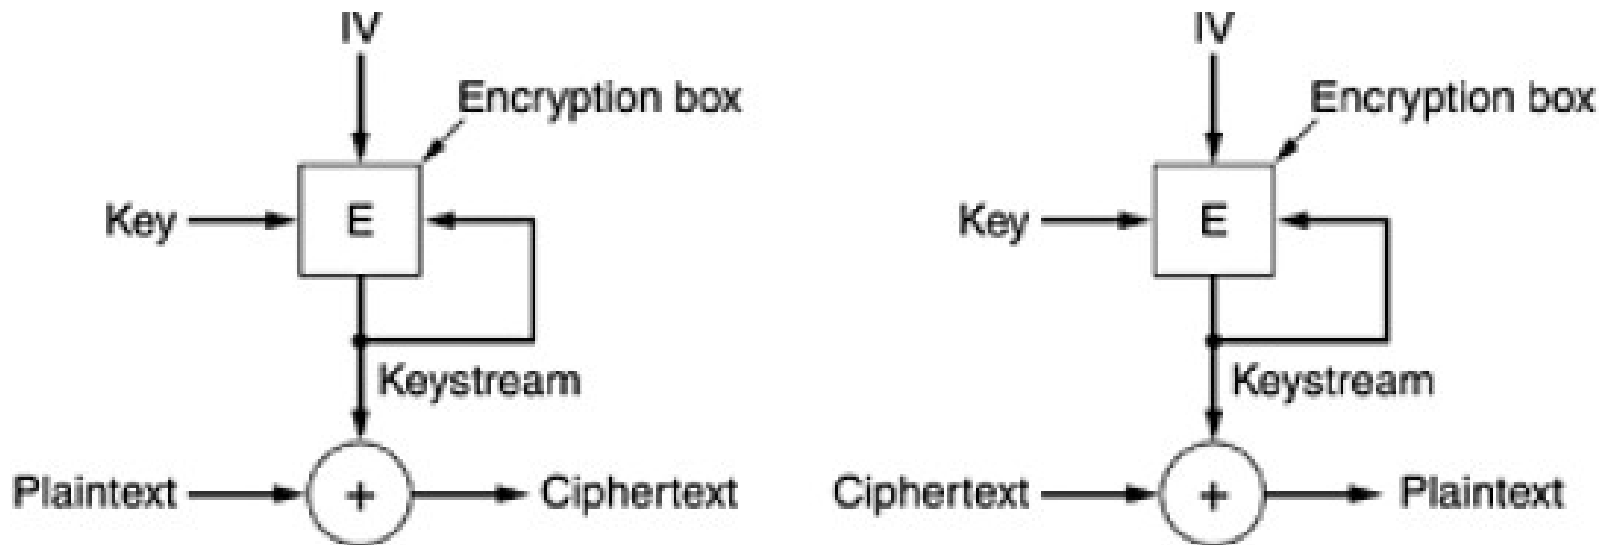 IV
Encryption box
Key
E
Keystream
Plaintext
+
Ciphertext
IV
Encryption box
Key
E
Keystream
Ciphertext
+
Plaintext